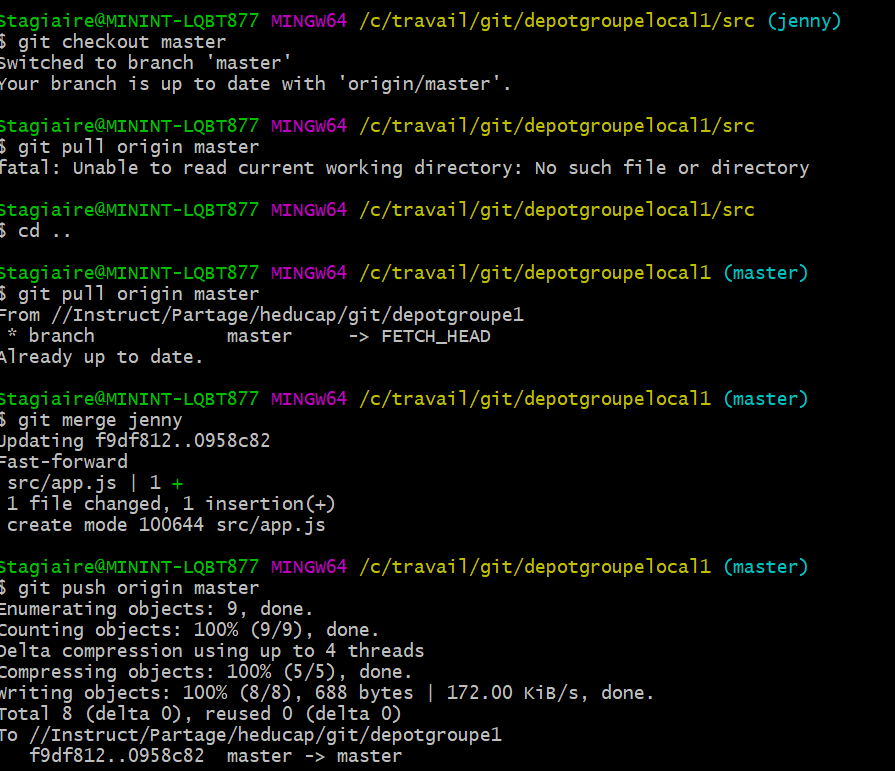 Stagiaire@MININT-LQBT877 MINGW64 /c/travail/git/depotgroupelocal1/src (jenny)
$ git checkout master
Switched to branch 'master'
Your branch is up to date with 'origin/master'.
Stagiaire@MININT-LQBT877 MINGW64 /c/travail/git/depotgroupelocal1/src
$ git pull origin master
fatal: Unable to read current working directory: No such file or directory
Stagiaire@MININT-LQBT877 MINGW64 /c/travail/git/depotgroupelocal1/src
$ cd ..
Stagiaire@MININT-LQBT877 MINGW64 /c/travail/git/depotgroupelocal1 (master)
$ git pull origin master
From //Instruct/Partage/heducap/git/depotgroupe1
 * branch            master     -> FETCH_HEAD
Already up to date.
Stagiaire@MININT-LQBT877 MINGW64 /c/travail/git/depotgroupelocal1 (master)
$ git merge jenny
Updating f9df812..0958c82
Fast-forward
 src/app.js | 1 +
 1 file changed, 1 insertion(+)
 create mode 100644 src/app.js
Stagiaire@MININT-LQBT877 MINGW64 /c/travail/git/depotgroupelocal1 (master)
$ git push origin master
Enumerating objects: 9, done.
Counting objects: 100% (9/9), done.
Delta compression using up to 4 threads
Compressing objects: 100% (5/5), done.
Writing objects: 100% (8/8), 688 bytes | 172.00 KiB/s, done.
Total 8 (delta 0), reused 0 (delta 0)
To //Instruct/Partage/heducap/git/depotgroupe1
   f9df812..0958c82  master -> master